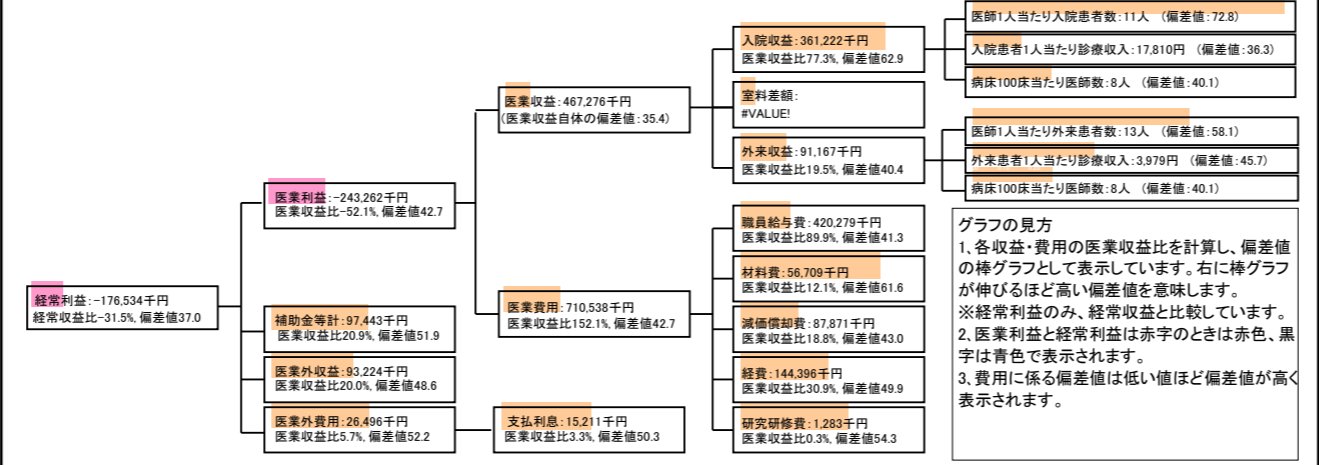 経常利益：-176,534千円
経常収益比-31.5%, 偏差値37.0
医業利益：-243,262千円
医業収益比-52.1%, 偏差値42.7
補助金等計：97,443千円
医業収益比20.9%, 偏差値51.9
医業外収益：93,224千円
医業収益比20.0%, 偏差値48.6
医業外費用：26,496千円
医業収益比5.7%, 偏差値52.2
医業収益：467,276千円
(医業収益自体の偏差値：35.4)
医業費用：710,538千円
医業収益比152.1%, 偏差値42.7
支払利息：15,211千円
医業収益比3.3%, 偏差値50.3
入院収益：361,222千円
医業収益比77.3%, 偏差値62.9
室料差額：
#VALUE!
外来収益：91,167千円
医業収益比19.5%, 偏差値40.4
職員給与費：420,279千円
医業収益比89.9%, 偏差値41.3
材料費：56,709千円
医業収益比12.1%, 偏差値61.6
減価償却費：87,871千円
医業収益比18.8%, 偏差値43.0
経費：144,396千円
医業収益比30.9%, 偏差値49.9
研究研修費：1,283千円
医業収益比0.3%, 偏差値54.3
医師1人当たり入院患者数：11人 （偏差値：72.8）
入院患者1人当たり診療収入：17,810円 （偏差値：36.3）
病床100床当たり医師数：8人 （偏差値：40.1）
医師1人当たり外来患者数：13人 （偏差値：58.1）
外来患者1人当たり診療収入：3,979円 （偏差値：45.7）
病床100床当たり医師数：8人 （偏差値：40.1）
グラフの見方
1、各収益・費用の医業収益比を計算し、偏差値
の棒グラフとして表示しています。右に棒グラフ
が伸びるほど高い偏差値を意味します。
※経常利益のみ、経常収益と比較しています。
2、医業利益と経常利益は赤字のときは赤色、黒
字は青色で表示されます。
3、費用に係る偏差値は低い値ほど偏差値が高く
表示されます。